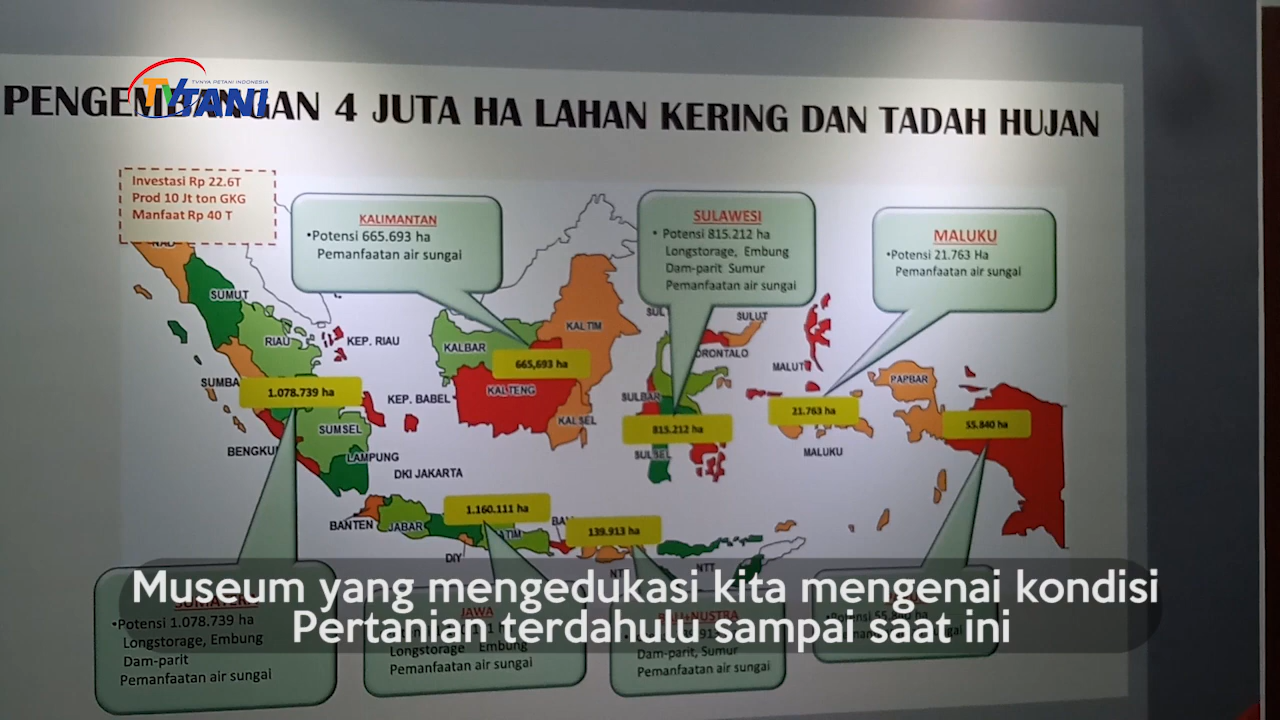 TVNYA PETANI INDONESIA
TVTANI
PENGEMBANGAN 4 JUTA HA LAHAN KERING DAN TADAH HUJAN
Investasi Rp 22.6T
Prod 10 Jt ton GKG
Manfaat Rp 40 T
KALIMANTAN
•Potensi 665.693 ha
Pemanfaatan air sungai
SULAWESI
• Potensi 815.212 ha
Longstorage, Embung
Dam-parit Sumur
Pemanfaatan air sungai
MALUKU
•Potensi 21.763 Ha
Pemanfaatan air sungai
SUMUT
RIAU
KEP. RIAU
KALBAR
KALTIM
SULUT
MALUT
PAPBAR
665,693 ha
KALTENG
1.078.739 ha
KEP. BABEL
SULBAR
21.763 ha
55.840 ha
KALSEL
815.212 ha
SUMSEL
SULSEL
MALUKU
LAMPUNG
DKI JAKARTA
1.160.111 ha
BANTEN
JABAR
139.913 ha
DIY
NTT
SUMATERA
•Potensi 1.078.739 ha
Longstorage, Embung
Dam-parit
Pemanfaatan air sungai
JAWA
Longstorage Embung
Pemanfaatan air sungai
Dam-parit, Sumur
Pemanfaatan air sungai
Museum yang mengedukasi kita mengenai kondisi
Pertaniam terdahulu sampai saat ini